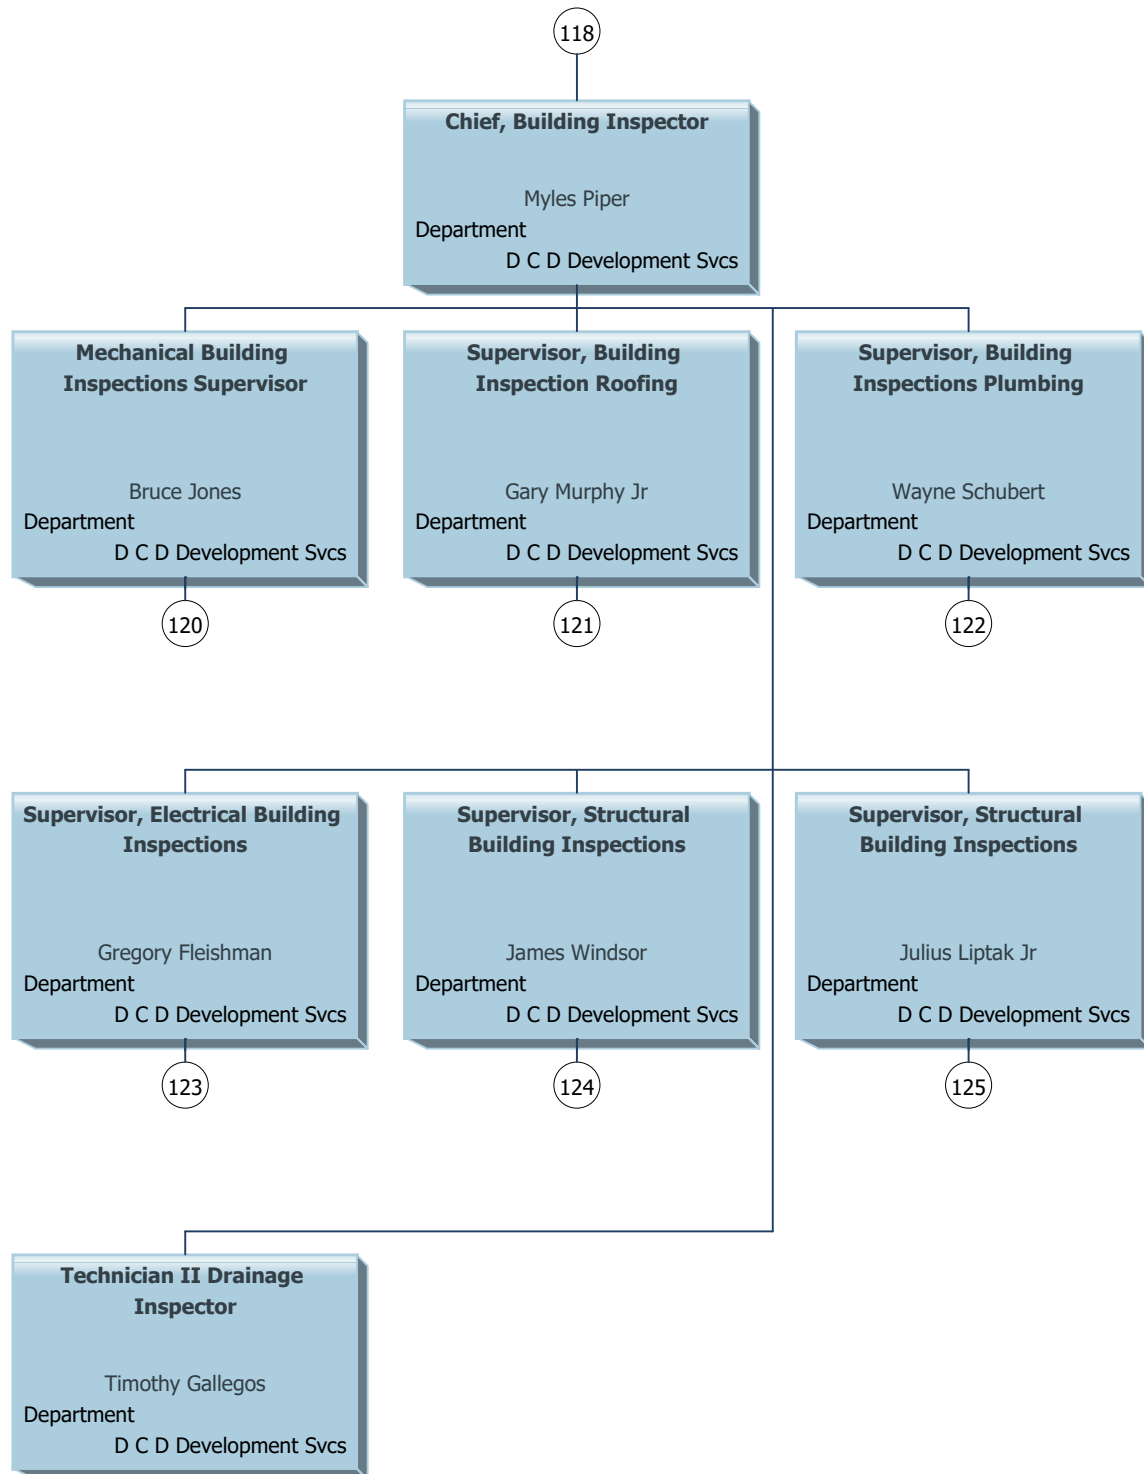 118
Chief, Building Inspector
Myles Piper
Department
D C D Development Svcs
Mechanical Building
Inspections Supervisor
Bruce Jones
Department
D C D Development Svcs
120
Supervisor, Building
Inspection Roofing
Gary Murphy Jr
Department
D C D Development Svcs
121
Supervisor, Building
Inspections Plumbing
Wayne Schubert
Department
D C D Development Svcs
122
Supervisor, Electrical Building
Inspections
Gregory Fleishman
Department
D C D Development Svcs
123
Supervisor, Structural
Building Inspections
James Windsor
Department
D C D Development Svcs
124
Supervisor, Structural
Building Inspections
Julius Liptak Jr
Department
D C D Development Svcs
125
Technician II Drainage
Inspector
Timothy Gallegos
Department
D C D Development Svcs